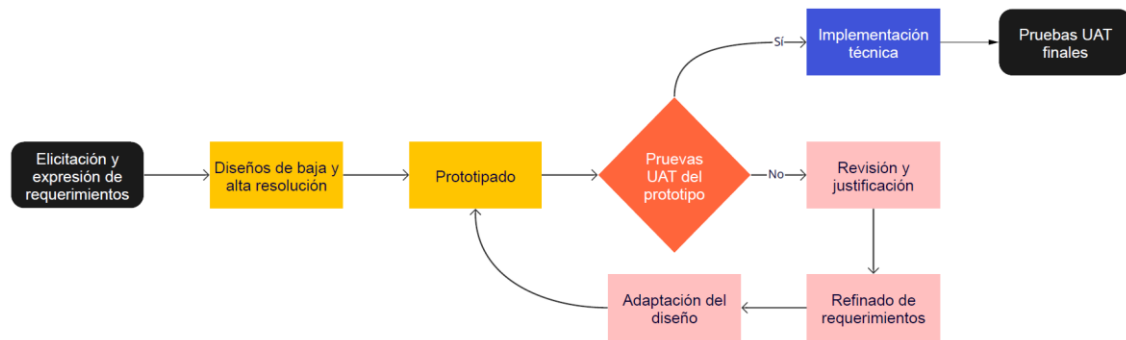 Sí
Implementación
técnica
Pruebas UAT
finales
Elicitación y
expresión de
requerimientos
Diseños de baja y
alta resolución
Prototipado
Pruevas
UAT del
prototipo
No
Revisión y
justificación
Adaptación del
diseño
Refinado de
requerimientos